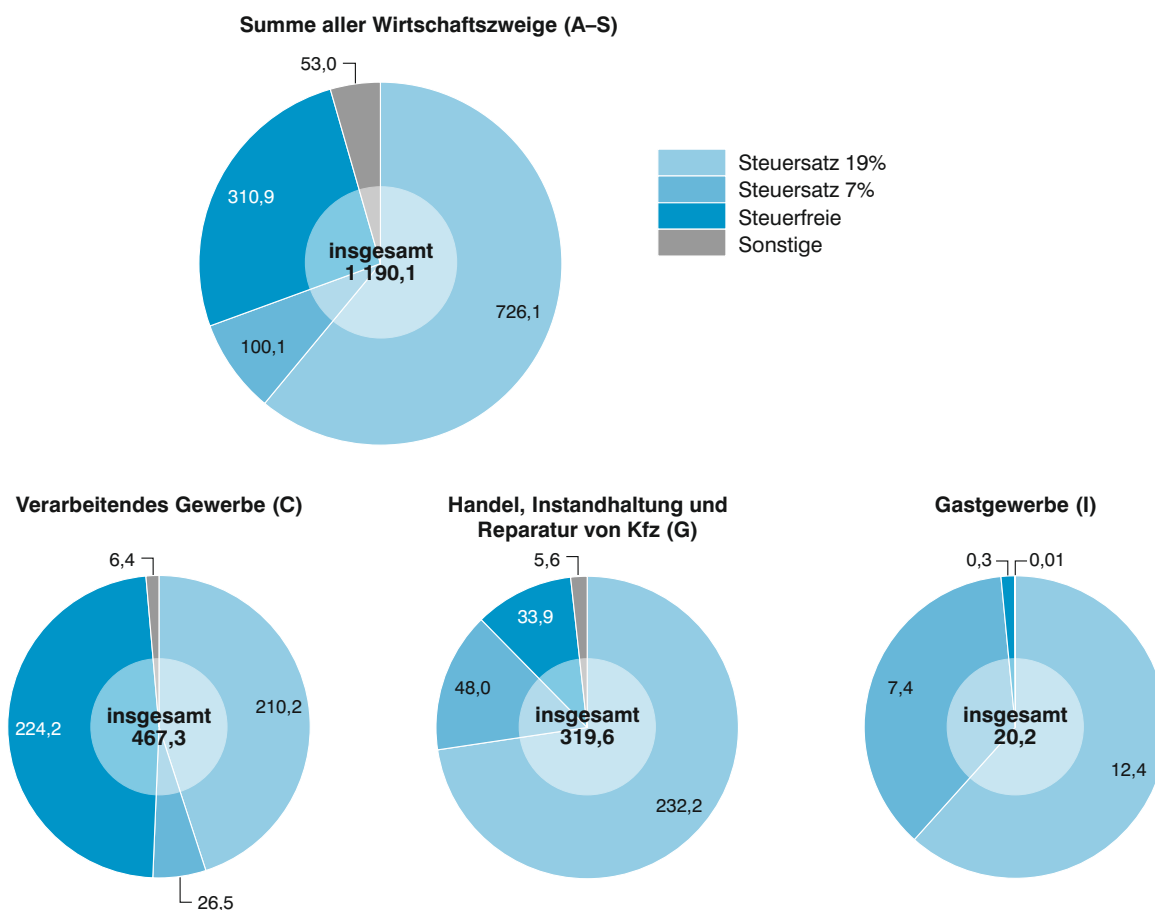 Summe aller Wirtschaftszweige (A–S)
53,0
310,9
insgesamt
1 190,1
726,1
100,1
Steuersatz 19%
Steuersatz 7%
Steuerfreie
Sonstige
Verarbeitendes Gewerbe (C)
6,4
210,2
insgesamt
467,3
224,2
26,5
Handel, Instandhaltung und
Reparatur von Kfz (G)
5,6
33,9
48,0
insgesamt
319,6
232,2
Gastgewerbe (I)
0,3
0,01
7,4
insgesamt
20,2
12,4